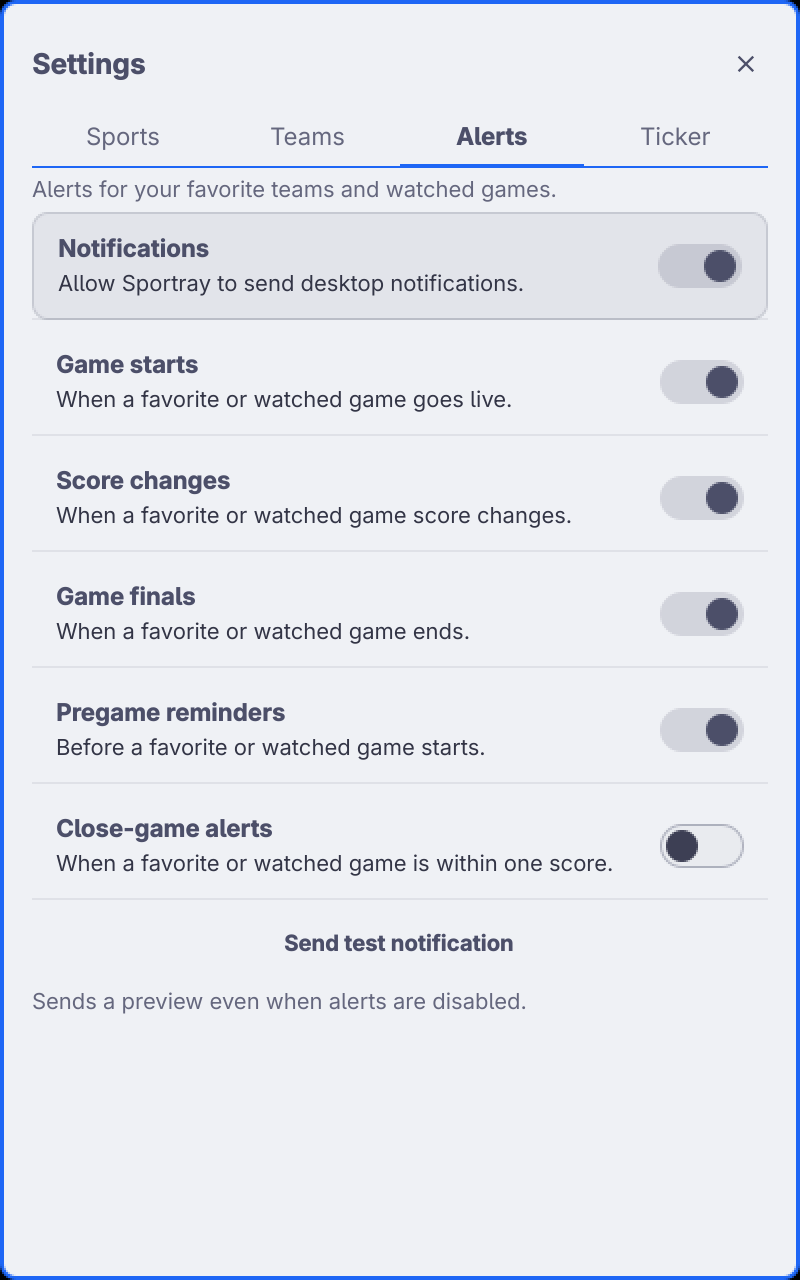 Settings
Sports
Teams
Alerts
Ticker
Alerts for your favorite teams and watched games.
Notifications
Allow Sportray to send desktop notifications.
Game starts
When a favorite or watched game goes live.
Score changes
When a favorite or watched game score changes.
Game finals
When a favorite or watched game ends.
Pregame reminders
Before a favorite or watched game starts.
Close-game alerts
When a favorite or watched game is within one score.
Send test notification
Sends a preview even when alerts are disabled.